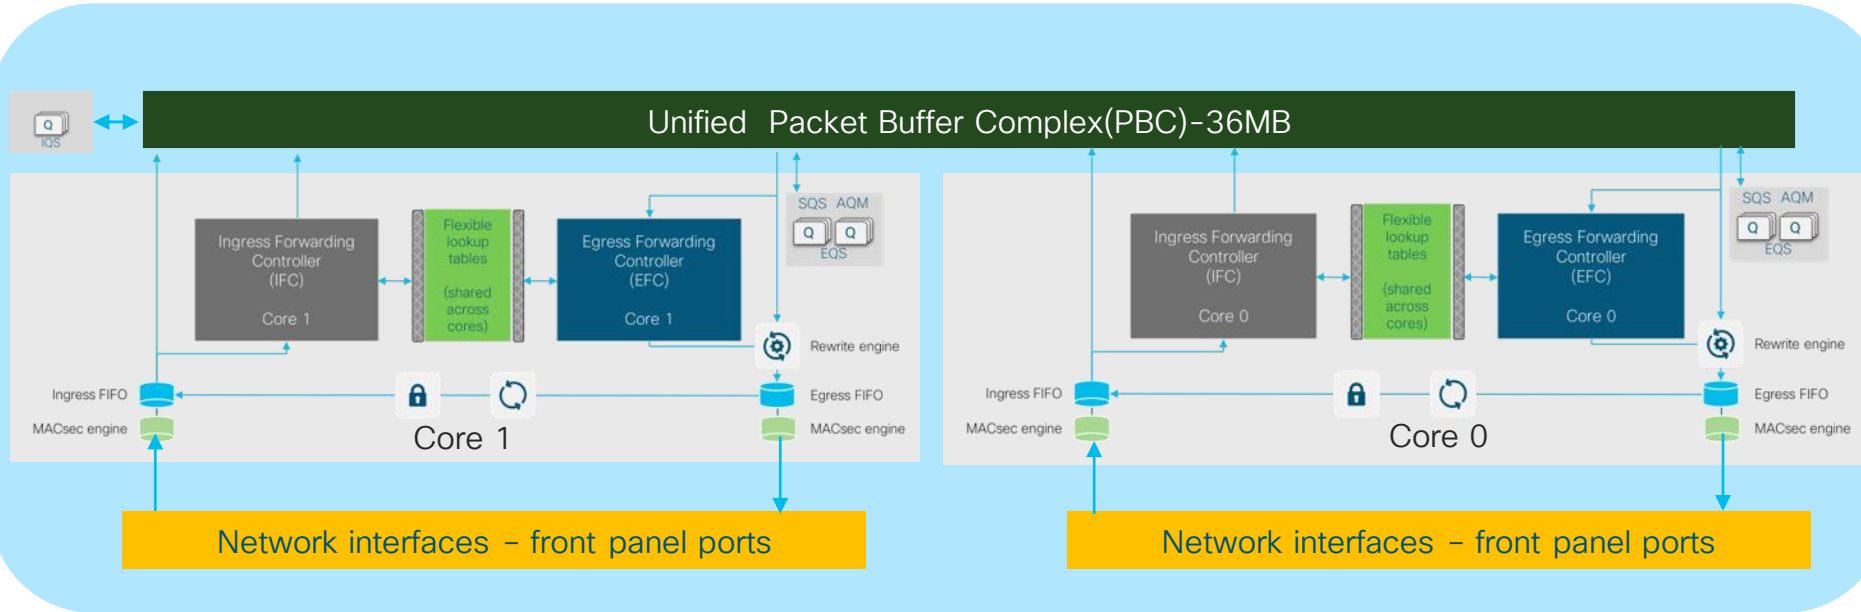 Unified Packet Buffer Complex(PBC)-36MB
Q
IQS
Ingress Forwarding
Controller
(IFC)
Core 1
Flexible
lookup
tables
(shared
across
cores)
Egress Forwarding
Controller
(EFC)
Core 1
SQS AQM
Q Q
EQS
Rewrite engine
Ingress FIFO
Egress FIFO
MACsec engine
MACsec engine
Core 1
Network interfaces – front panel ports
Ingress Forwarding
Controller
(IFC)
Core 0
Flexible
lookup
tables
(shared
across
cores)
Egress Forwarding
Controller
(EFC)
Core 0
SQS AQM
Q Q
EQS
Rewrite engine
Ingress FIFO
Egress FIFO
MACsec engine
MACsec engine
Core 0
Network interfaces – front panel ports